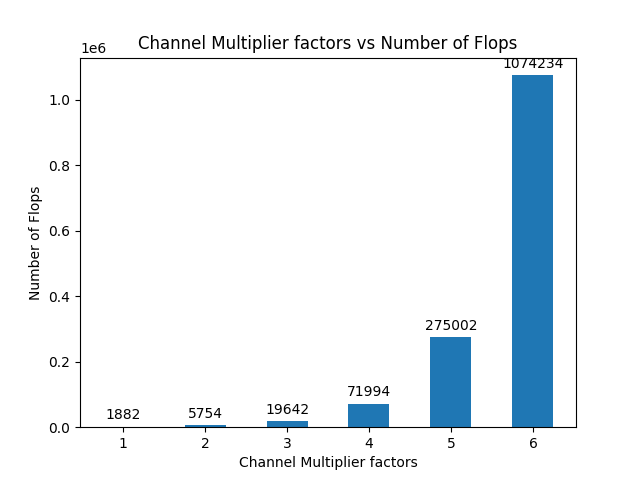 Channel Multiplier factors vs Number of Flops
1e6
1074234
1.0
0.8
0.6
0.4
0.2
0.0
Number of Flops
275002
71994
19642
5754
1882
1 2 3 4 5 6
Channel Multiplier factors